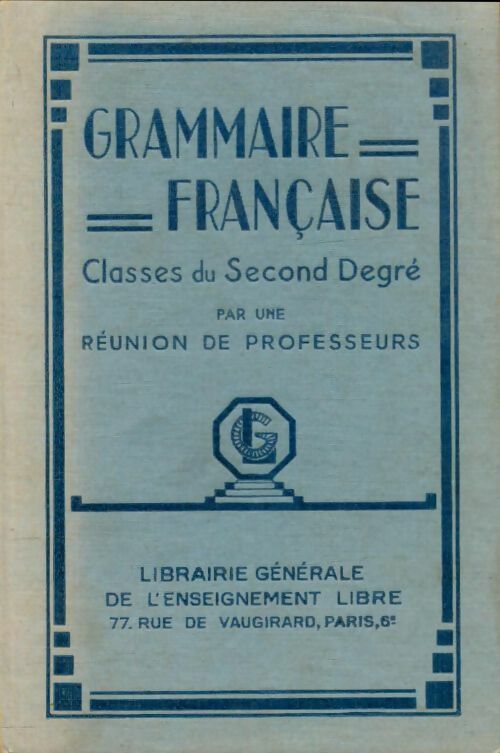 GRAMMAIRE
FRANÇAISE
Classes du Second Degré
PAR UNE
RÉUNION DE PROFESSEURS
LG
LIBRAIRIE GÉNÉRALE
DE L'ENSEIGNEMENT LIBRE
77. RUE DE VAUGIRARD, PARIS, 6e